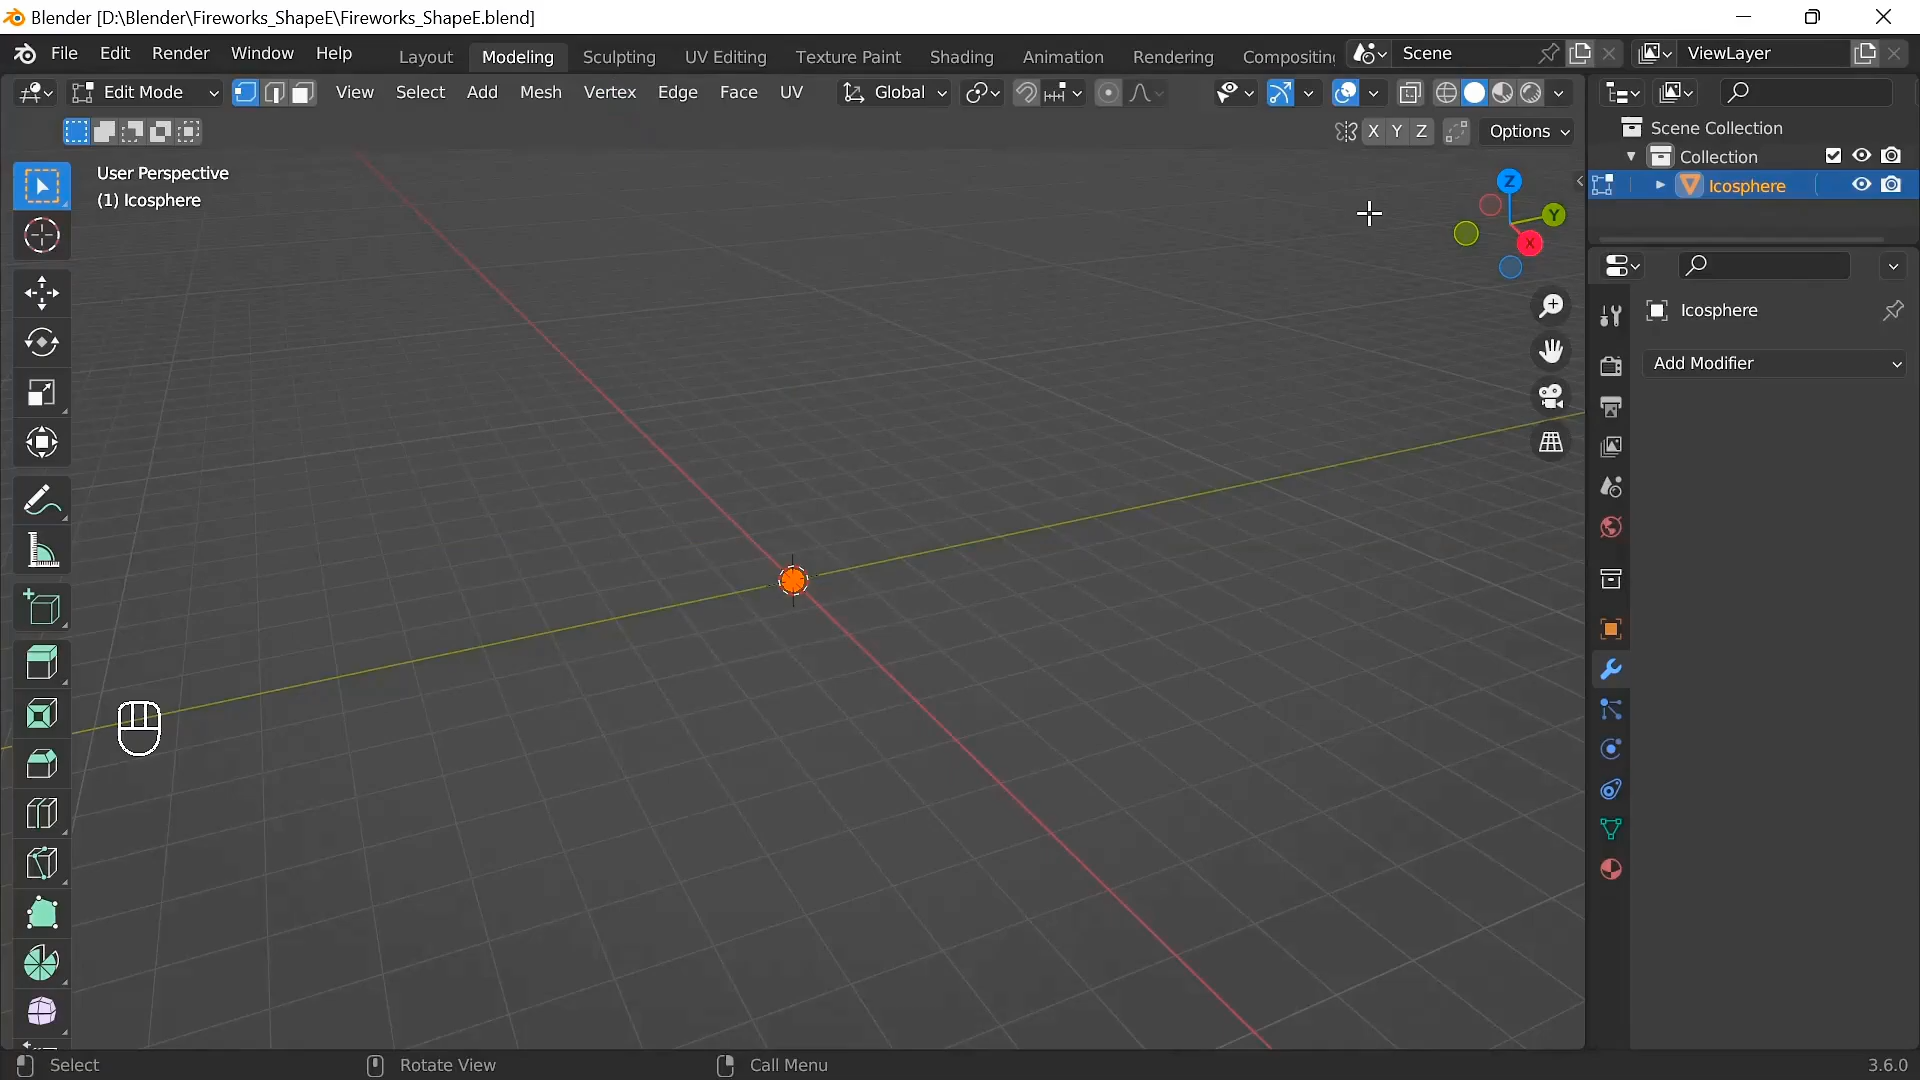 Blender [D:\Blender\Fireworks_ShapeE\Fireworks_ShapeE.blend]
File Edit Render Window Help Layout Modeling Sculpting UV Editing Texture Paint Shading Animation Rendering Compositing Scene ViewLayer
Edit Mode View Select Add Mesh Vertex Edge Face UV Global
X Y Z Options
User Perspective
(1) Icosphere
Z
Y
X
Scene Collection
Collection
Icosphere
Icosphere
Add Modifier
Select Rotate View Call Menu 3.6.0